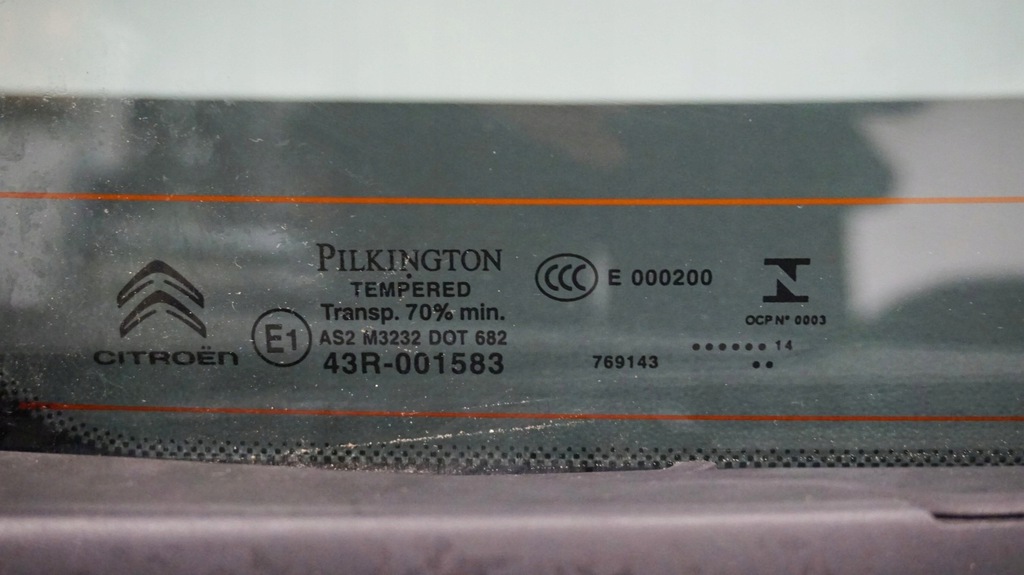 CITROËN
PILKINGTON
TEMPERED
Transp. 70% min.
E1
AS2 M3232 DOT 682
43R-001583
CCC E 000200
OCP N° 0003
769143
•••••• 14
••